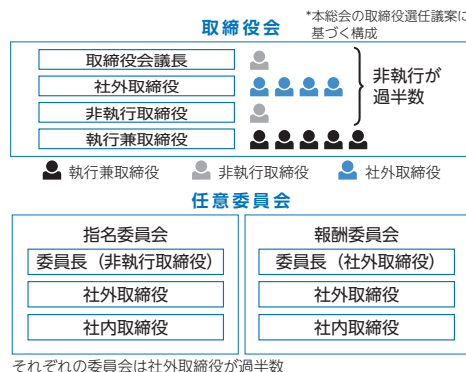 取締役会
*本総会の取締役選任議案に
基づく構成
取締役会議長
社外取締役
非執行取締役
執行兼取締役
非執行が
過半数
執行兼取締役 非執行取締役 社外取締役
任意委員会
指名委員会
委員長（非執行取締役）
社外取締役
社内取締役
報酬委員会
委員長（社外取締役）
社外取締役
社内取締役
それぞれの委員会は社外取締役が過半数